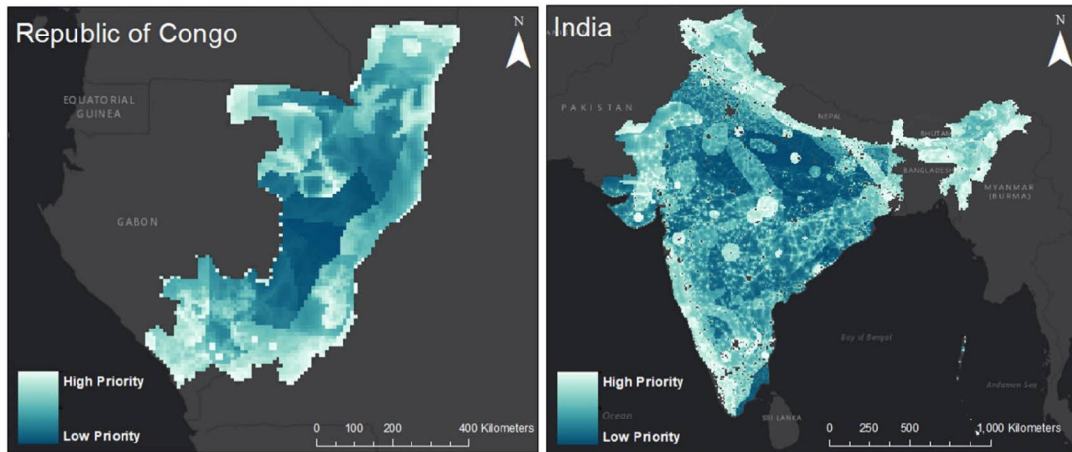 Republic of Congo
N
EQUATORIAL
GUINEA
GABON
High Priority
Low Priority
0 100 200 400 Kilometers
India
N
PAKISTAN
NEPAL
BHUTAN
BANGLADESH
MYANMAR
(BURMA)
Bay of Bengal
Andaman Sea
SRI LANKA
Ocean
High Priority
Low Priority
0 250 500 1,000 Kilometers